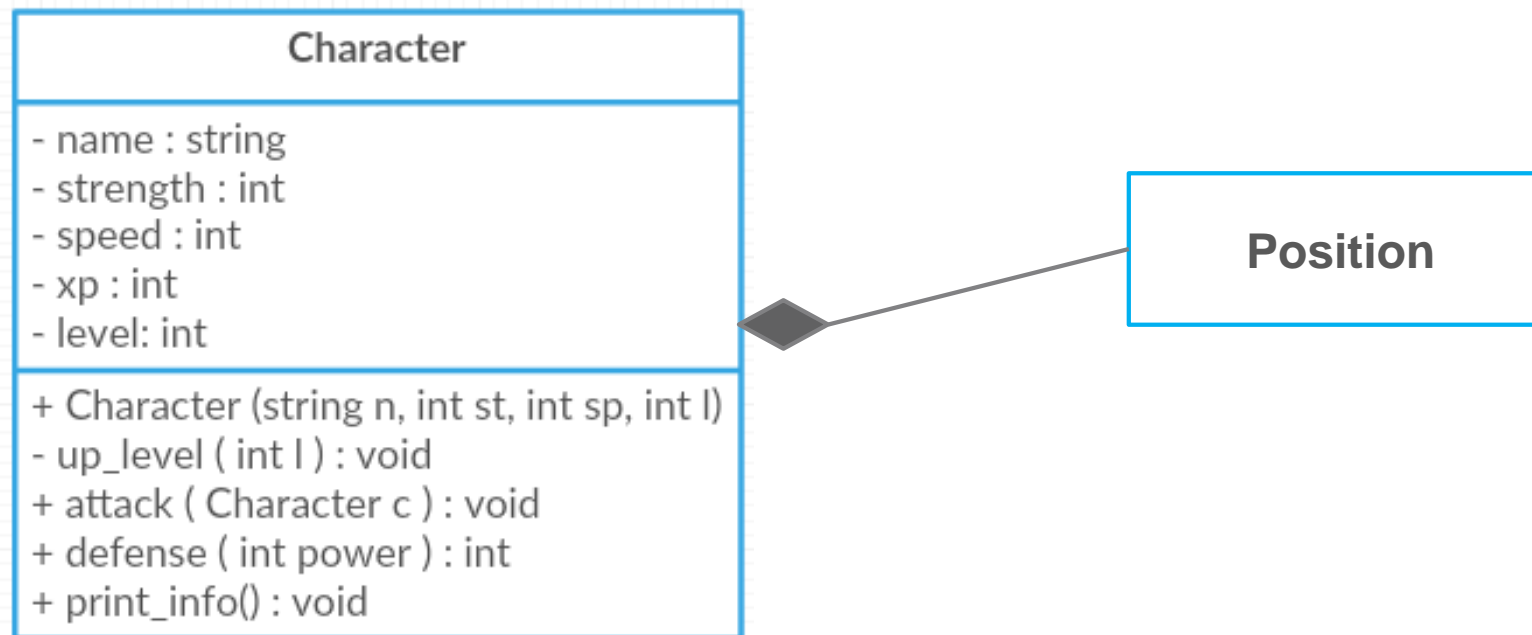 Character
- name : string
- strength : int
- speed : int
- xp : int
- level: int
+ Character (string n, int st, int sp, int l)
- up_level ( int l ) : void
+ attack ( Character c ) : void
+ defense ( int power ) : int
+ print_info() : void
Position